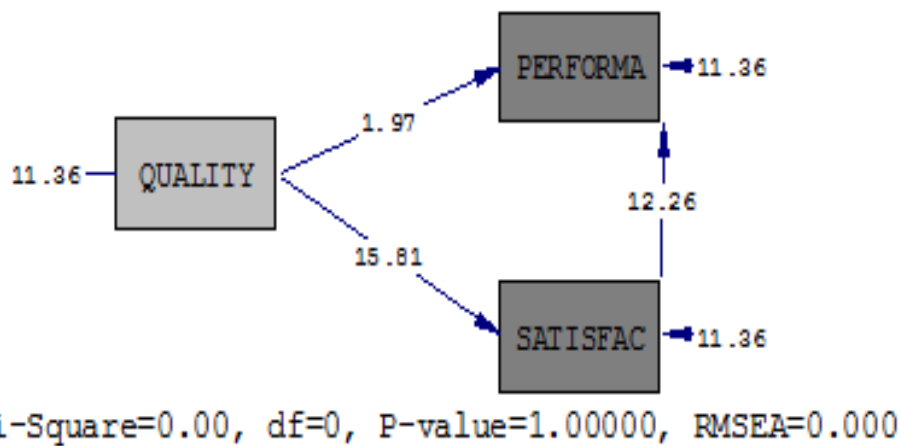 PERFORMA
11.36
1.97
11.36
QUALITY
12.26
15.81
SATISFAC
11.36
i-Square=0.00, df=0, P-value=1.00000, RMSEA=0.000